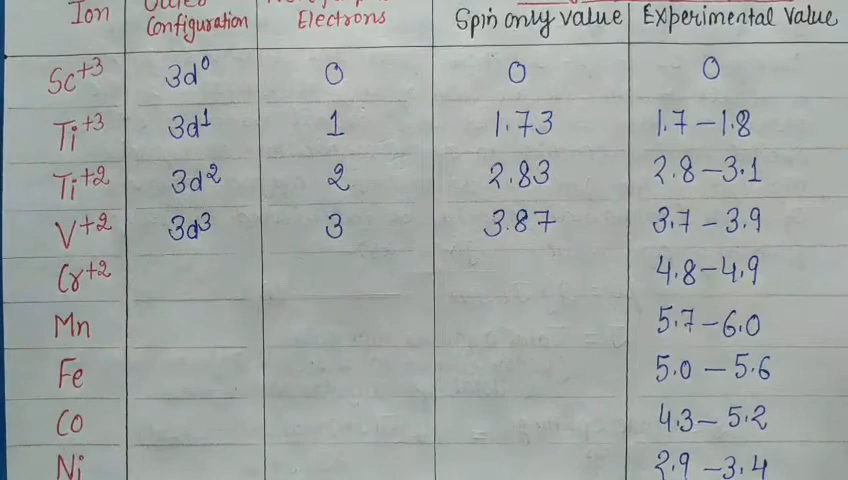 Ion Configuration Electrons Spin only value Experimental value
Sc+3 3d0 0 0 0
Ti+3 3d1 1 1.73 1.7-1.8
Ti+2 3d2 2 2.83 2.8-3.1
V+2 3d3 3 3.87 3.7-3.9
Cr+2 4.8-4.9
Mn 5.7-6.0
Fe 5.0-5.6
Co 4.3-5.2
Ni 2.9-3.4